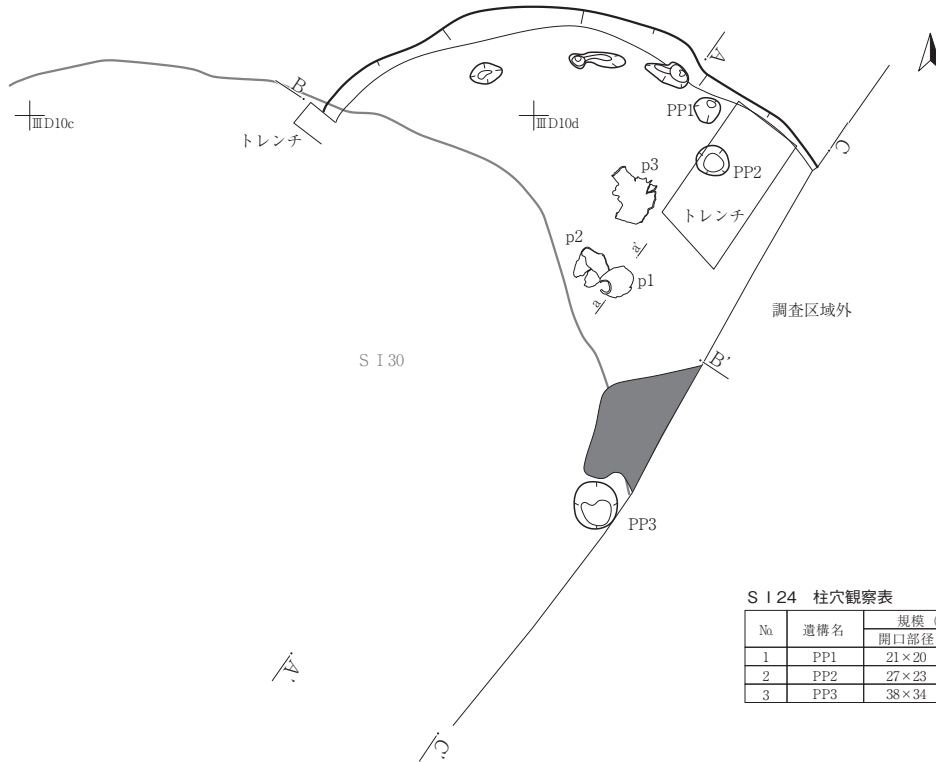 A
B
ⅢD10c
トレンチ
ⅢD10d
PP1
C
p3
PP2
トレンチ
a'
p2
p1
a
調査区域外
SⅠ30
B'
PP3
A'
C'
SⅠ24 柱穴観察表
№ 遺構名 規模（
開口部径
1 PP1 21×20
2 PP2 27×23
3 PP3 38×34